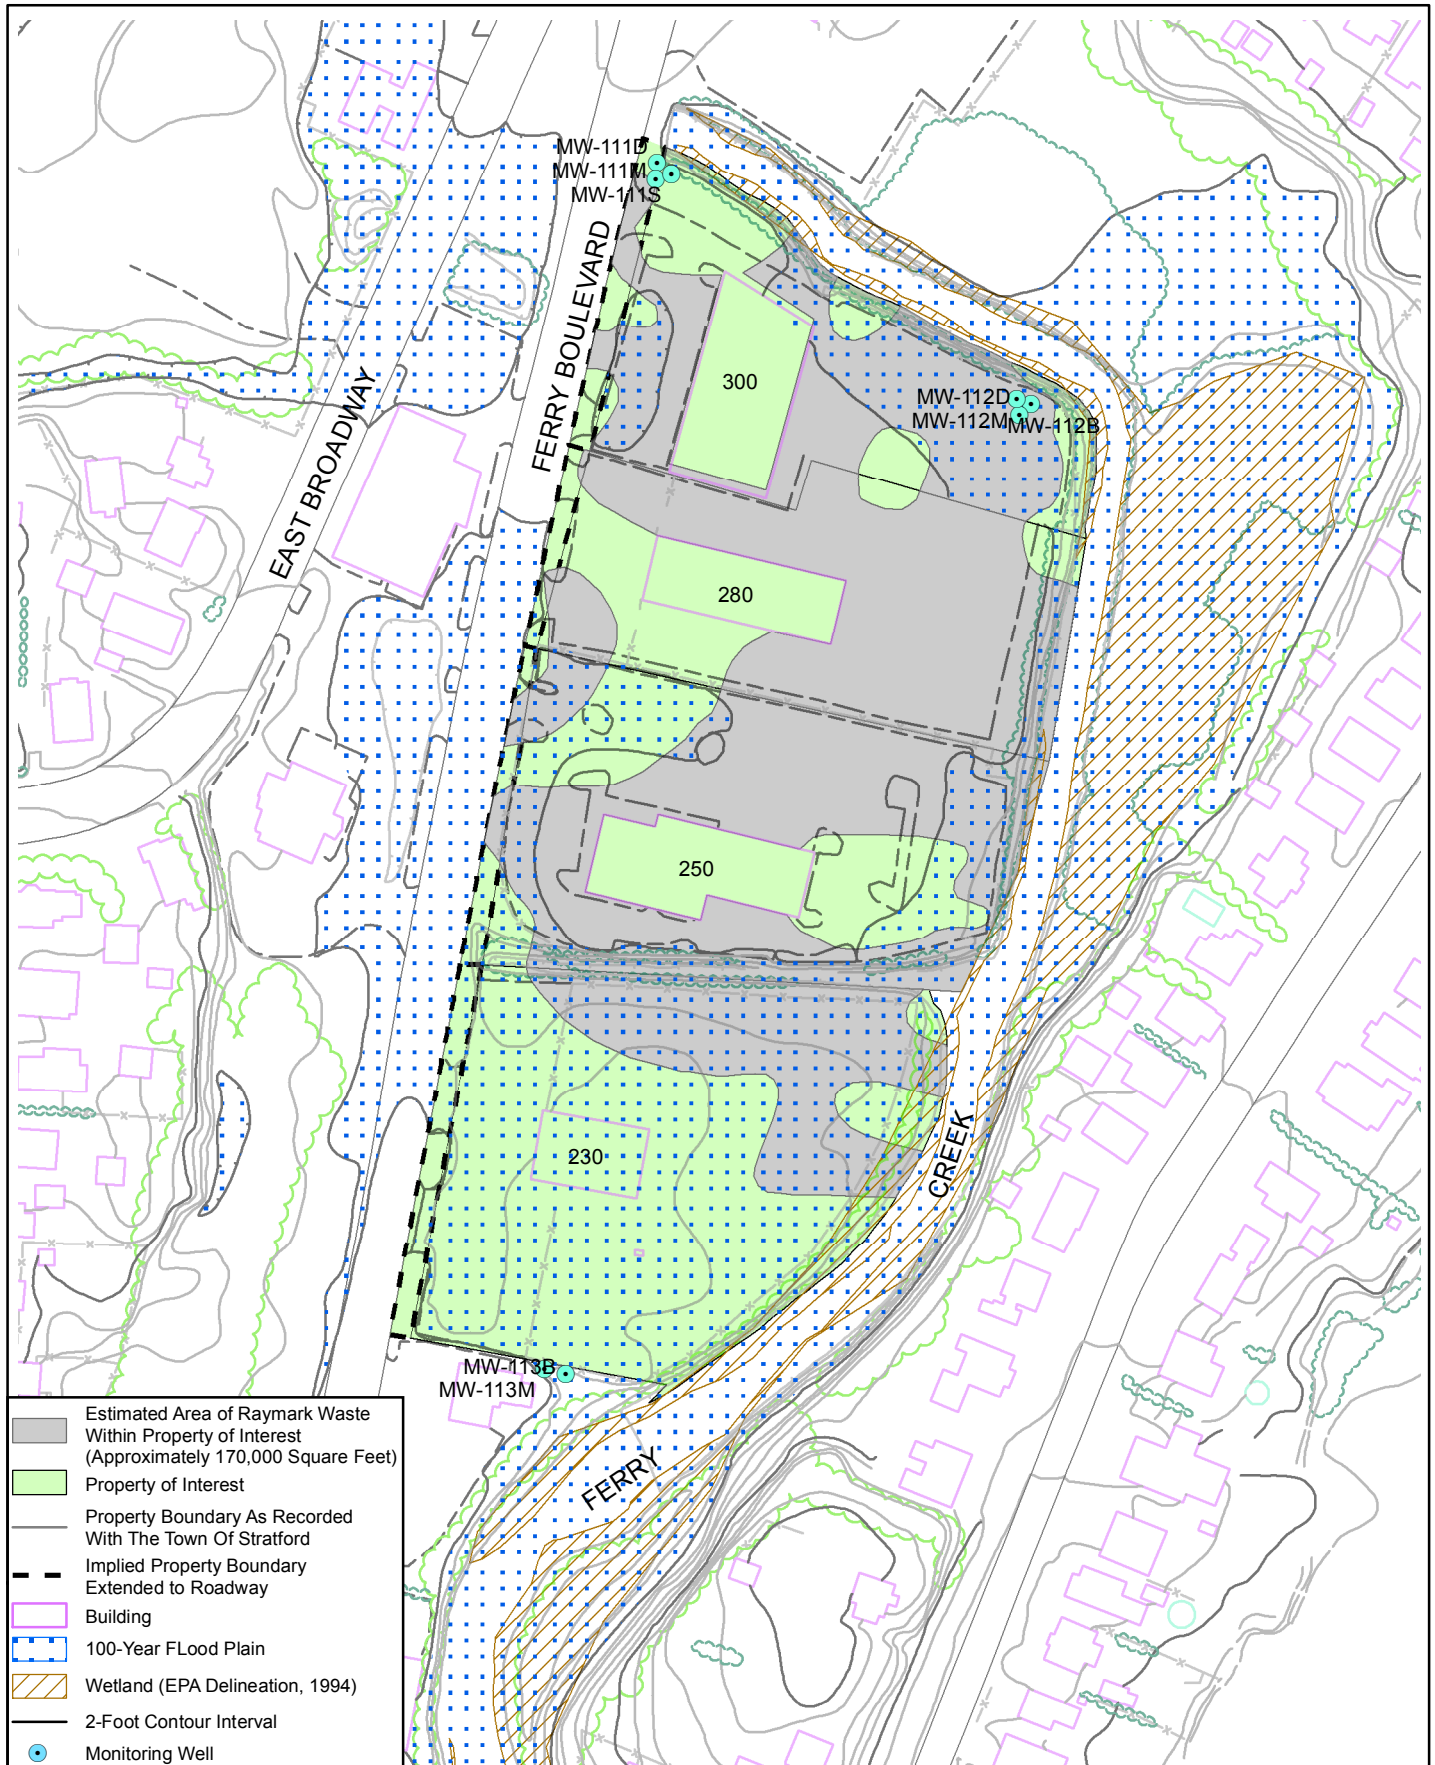 MW-111D
MW-111M
MW-111S
FERRY BOULEVARD
EAST BROADWAY
300
MW-112D
MW-112M
MW-112B
280
250
230
CREEK
FERRY
MW-113B
MW-113M
Estimated Area of Raymark Waste
Within Property of Interest
(Approximately 170,000 Square Feet)
Property of Interest
Property Boundary As Recorded
With The Town Of Stratford
Implied Property Boundary
Extended to Roadway
Building
100-Year FLood Plain
Wetland (EPA Delineation, 1994)
2-Foot Contour Interval
Monitoring Well